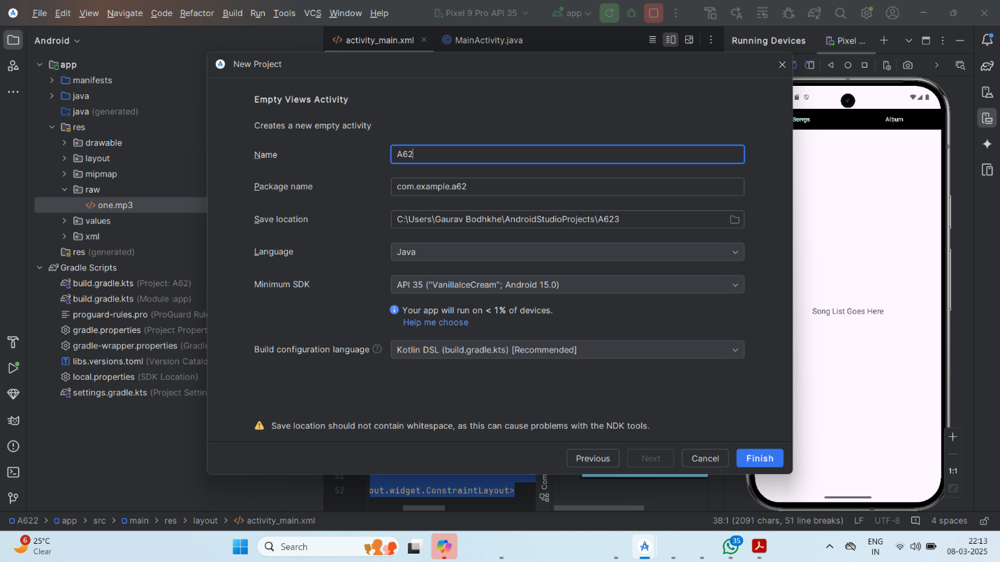 File Edit View Navigate Code Refactor Build Run Tools VCS Window Help
Pixel 9 Pro API 35
app
Android
activity_main.xml
MainActivity.java
Running Devices
Pixel ...
app
manifests
java
java (generated)
res
drawable
layout
mipmap
raw
one.mp3
values
xml
res (generated)
Gradle Scripts
build.gradle.kts (Project: A62)
build.gradle.kts (Module :app)
proguard-rules.pro (ProGuard Rul
gradle.properties (Project Propert
gradle-wrapper.properties (Gradle
libs.versions.toml (Version Catalo
local.properties (SDK Location)
settings.gradle.kts (Project Settin
New Project
Empty Views Activity
Creates a new empty activity
Name
A62
Package name
com.example.a62
Save location
C:\Users\Gaurav Bodhkhe\AndroidStudioProjects\A623
Language
Java
Minimum SDK
API 35 ("VanillaIceCream"; Android 15.0)
Your app will run on < 1% of devices.
Help me choose
Build configuration language
Kotlin DSL (build.gradle.kts) [Recommended]
Save location should not contain whitespace, as this can cause problems with the NDK tools.
Previous
Next
Cancel
Finish
Songs
Album
Song List Goes Here
1:1
51
52
out.widget.ConstraintLayout>
Com
A622 > app > src > main > res > layout > activity_main.xml
38:1 (2091 chars, 51 line breaks)
LF
UTF-8
4 spaces
6
25°C
Clear
Search
35
ENG
IN
22:13
08-03-2025